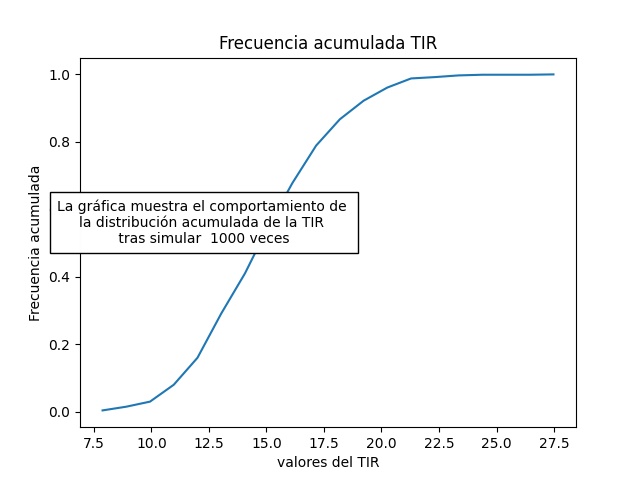 Frecuencia acumulada TIR
1.0
0.8
0.4
0.2
0.0
Frecuencia acumulada
La gráfica muestra el comportamiento de
la distribución acumulada de la TIR
tras simular  1000 veces
7.5 10.0 12.5 15.0 17.5 20.0 22.5 25.0 27.5
valores del TIR